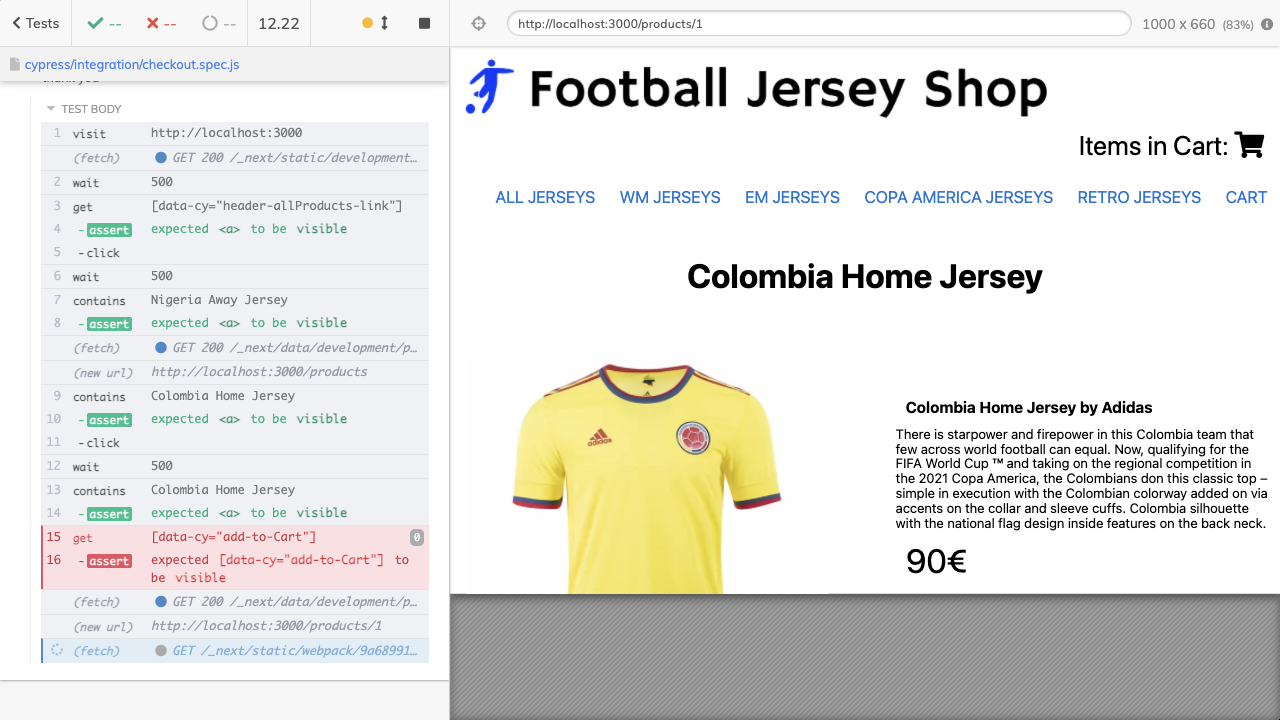 Tests
--
--
--
12.22
http://localhost:3000/products/1
1000 x 660 (83%)
cypress/integration/checkout.spec.js
TEST BODY
1 visit http://localhost:3000
(fetch) GET 200 /_next/static/development…
2 wait 500
3 get [data-cy="header-allProducts-link"]
4 -assert expected <a> to be visible
5 -click
6 wait 500
7 contains Nigeria Away Jersey
8 -assert expected <a> to be visible
(fetch) GET 200 /_next/data/development/p…
(new url) http://localhost:3000/products
9 contains Colombia Home Jersey
10 -assert expected <a> to be visible
11 -click
12 wait 500
13 contains Colombia Home Jersey
14 -assert expected <a> to be visible
15 get [data-cy="add-to-Cart"] 0
16 -assert expected [data-cy="add-to-Cart"] to
be visible
(fetch) GET 200 /_next/data/development/p…
(new url) http://localhost:3000/products/1
(fetch) GET /_next/static/webpack/9a68991…
Football Jersey Shop
Items in Cart:
ALL JERSEYS WM JERSEYS EM JERSEYS COPA AMERICA JERSEYS RETRO JERSEYS CART
Colombia Home Jersey
adidas
Colombia Home Jersey by Adidas
There is starpower and firepower in this Colombia team that
few across world football can equal. Now, qualifying for the
FIFA World Cup ™ and taking on the regional competition in
the 2021 Copa America, the Colombians don this classic top –
simple in execution with the Colombian colorway added on via
accents on the collar and sleeve cuffs. Colombia silhouette
with the national flag design inside features on the back neck.
90€